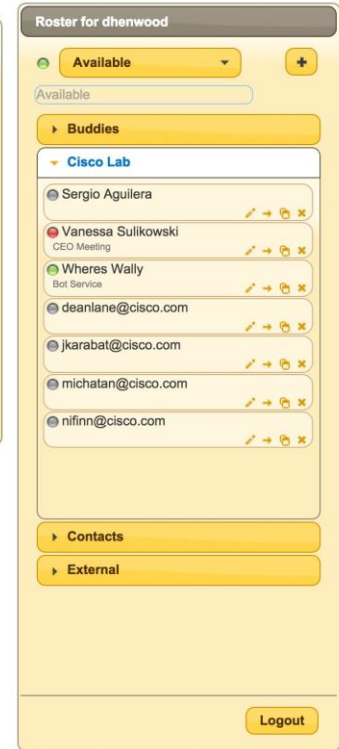 Roster for dhenwood
Available
Available
Buddies
Cisco Lab
Sergio Aguilera
Vanessa Sulikowski
CEO Meeting
Wheres Wally
Bot Service
deanlane@cisco.com
jkarabat@cisco.com
michatan@cisco.com
nifinn@cisco.com
Contacts
External
Logout